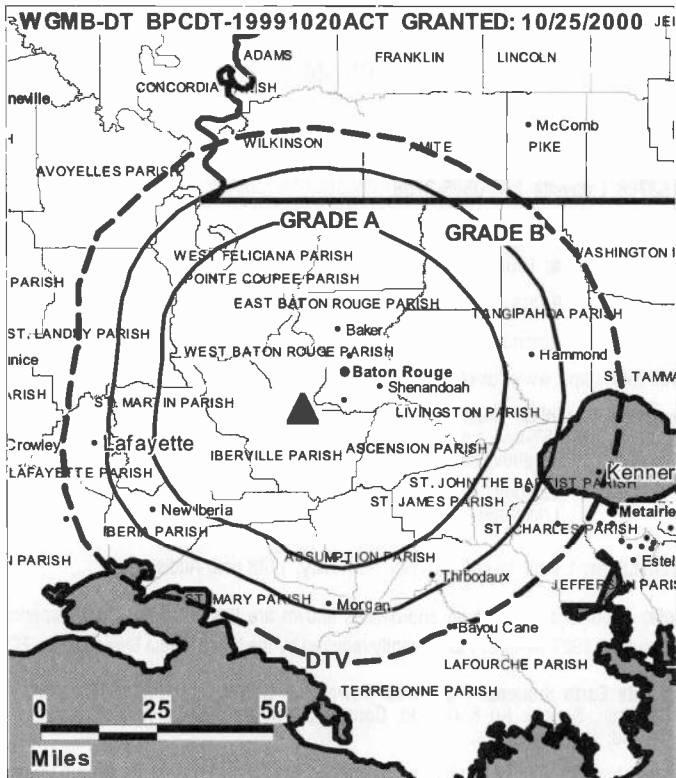 WGMB-DT BPCDT-19991020ACT GRANTED: 10/25/2000
ADAMS FRANKLIN LINCOLN
CONCORDIA PARISH
WILKINSON AMITE
McComb
PIKE
AVOYELLES PARISH
GRADE A GRADE B
WEST FELICIANA PARISH
WASHINGTON
POINTE COUPEE PARISH
PARISH
EAST BATON ROUGE PARISH
TANGIPAHOA PARISH
Baker
ST. LANDRY PARISH
WEST BATON ROUGE PARISH
Hammond
Baton Rouge
ST. TAMMA
Shenandoah
ARISH
ST. MARTIN PARISH
LIVINGSTON PARISH
Crowley
Lafayette
IBERVILLE PARISH
ASCENSION PARISH
LAFAYETTE PARISH
Kenner
ST. JOHN THE BAPTIST PARISH
ST. JAMES PARISH
New Iberia
Metairie
IBERIA PARISH
ST. CHARLES PARISH
N PARISH
ASSUMPTION PARISH
Estel
Thibodaux
JEFFERSON PARIS
ST. MARY PARISH
Morgan
Bayou Cane
DTV
LAFOURCHE PARISH
TERREBONNE PARISH
0 25 50
Miles